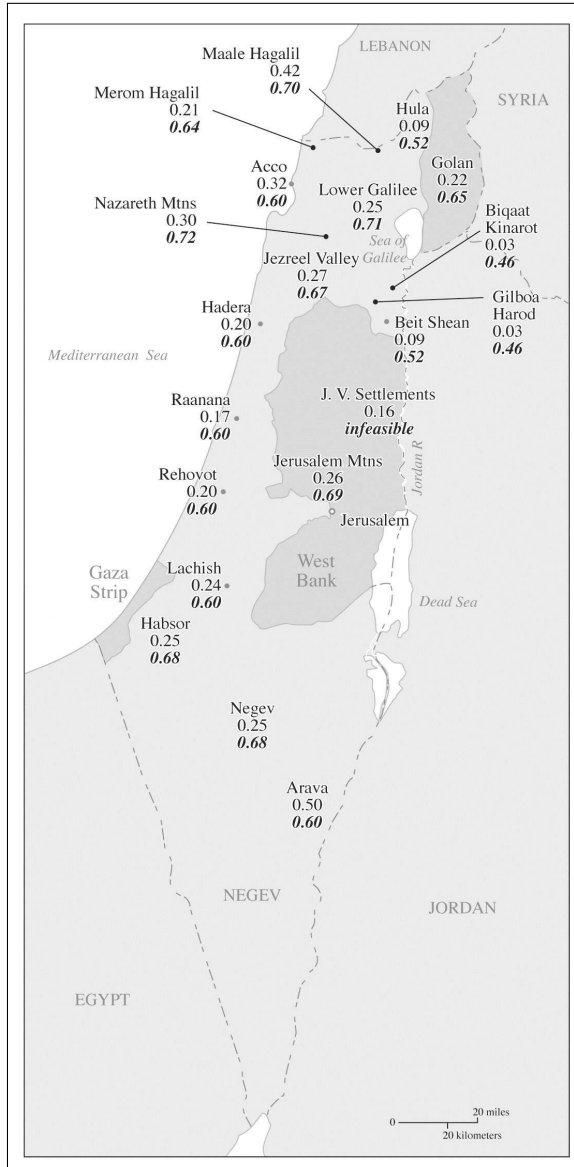 LEBANON
Maale Hagalil
0.42
0.70
SYRIA
Merom Hagalil
0.21
0.64
Hula
0.09
0.52
Golan
0.22
0.65
Acco
0.32
0.60
Lower Galilee
0.25
0.71
Nazareth Mtns
0.30
0.72
Biqaat
Kinarot
0.03
0.46
Sea of
Galilee
Jezreel Valley
0.27
0.67
Gilboa
Harod
0.03
0.46
Hadera
0.20
0.60
Beit Shean
0.09
0.52
Mediterranean Sea
J. V. Settlements
0.16
infeasible
Raanana
0.17
0.60
Jordan R
Jerusalem Mtns
0.26
0.69
Rehovot
0.20
0.60
Jerusalem
West
Bank
Gaza
Strip
Lachish
0.24
0.60
Dead Sea
Habsor
0.25
0.68
Negev
0.25
0.68
Arava
0.50
0.60
NEGEV
JORDAN
EGYPT
0
20 miles
20 kilometers